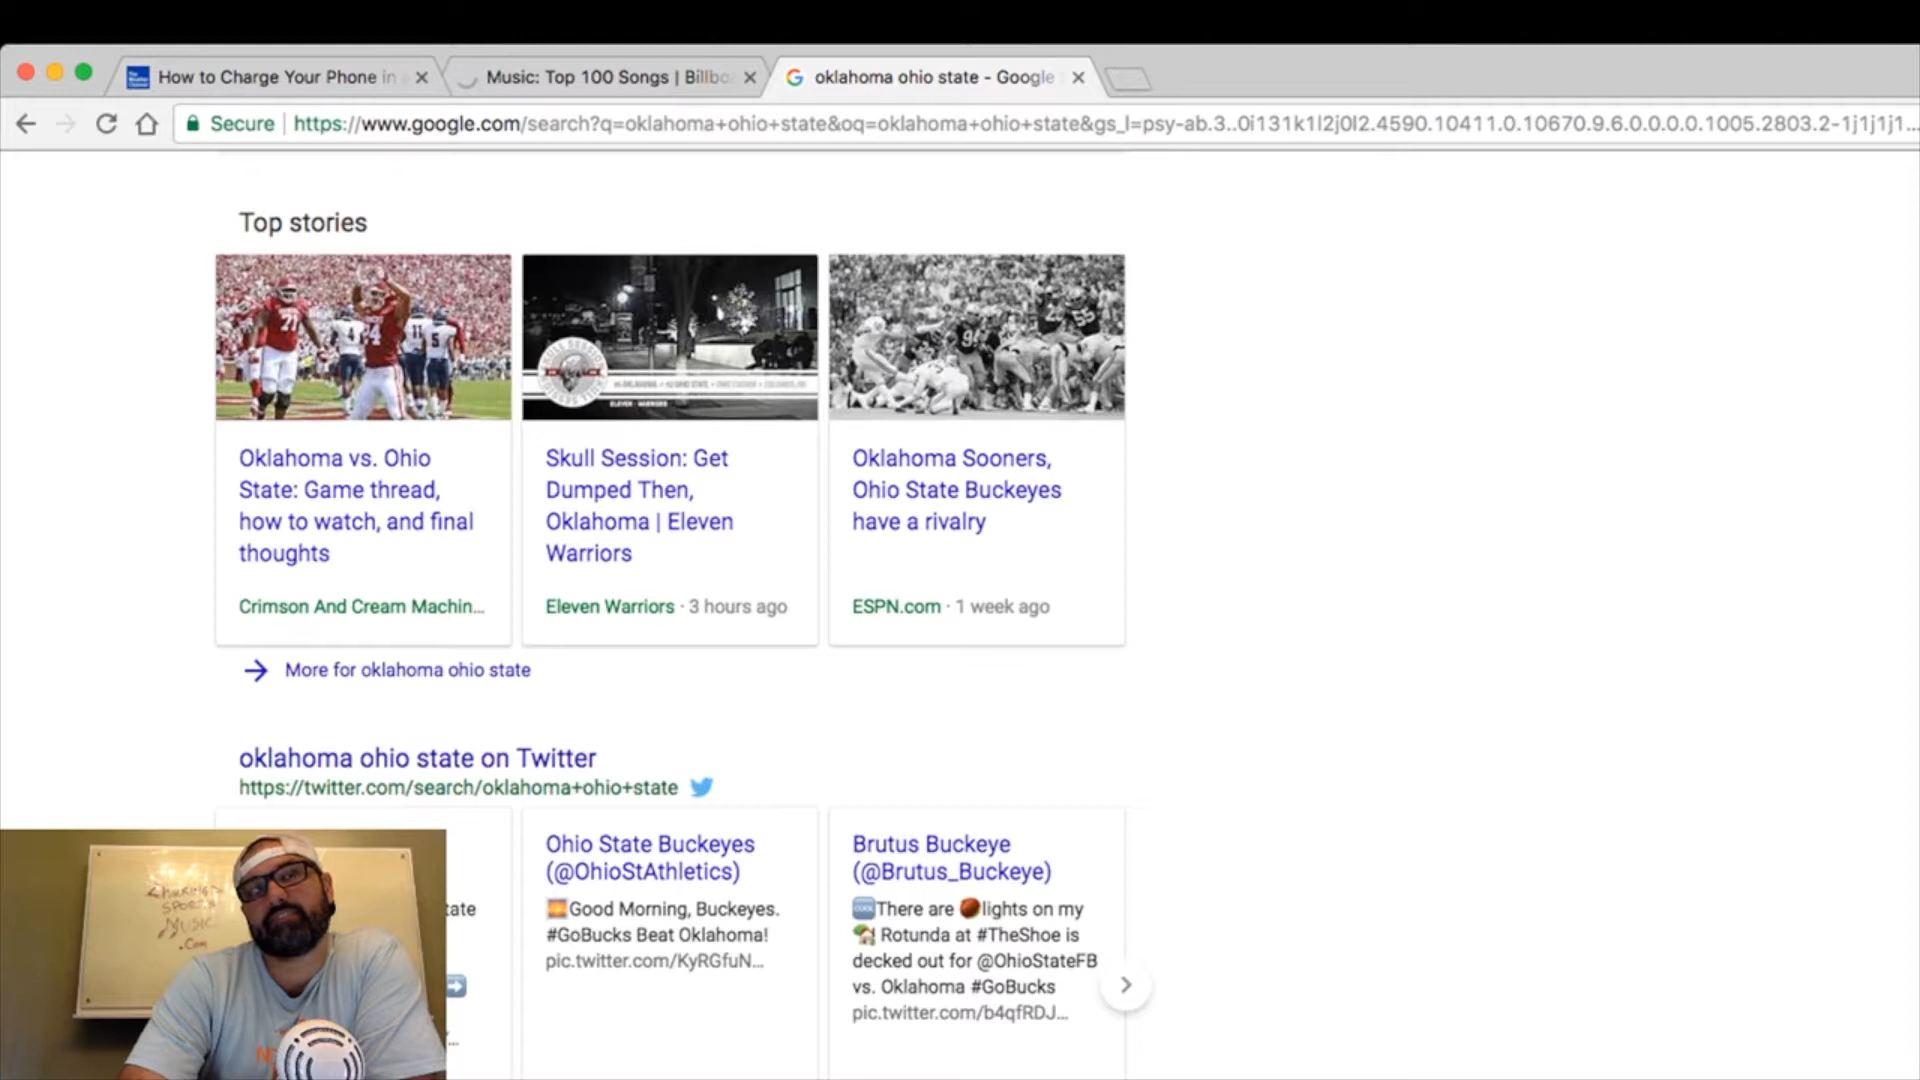 How to Charge Your Phone in
Music: Top 100 Songs | Billbo
oklahoma ohio state - Google
Secure https://www.google.com/search?q=oklahoma+ohio+state&oq=oklahoma+ohio+state&gs_l=psy-ab.3..0i131k1l2j0l2.4590.10411.0.10670.9.6.0.0.0.0.1005.2803.2-1j1j1j1...
Top stories
Oklahoma vs. Ohio
State: Game thread,
how to watch, and final
thoughts
Crimson And Cream Machin...
Skull Session: Get
Dumped Then,
Oklahoma | Eleven
Warriors
Eleven Warriors · 3 hours ago
Oklahoma Sooners,
Ohio State Buckeyes
have a rivalry
ESPN.com · 1 week ago
More for oklahoma ohio state
oklahoma ohio state on Twitter
https://twitter.com/search/oklahoma+ohio+state
tate
...
Ohio State Buckeyes
(@OhioStAthletics)
Good Morning, Buckeyes.
#GoBucks Beat Oklahoma!
pic.twitter.com/KyRGfuN...
Brutus Buckeye
(@Brutus_Buckeye)
COOL There are lights on my
Rotunda at #TheShoe is
decked out for @OhioStateFB
vs. Oklahoma #GoBucks
pic.twitter.com/b4qfRDJ...
SPORTS
MUSIC
.Com